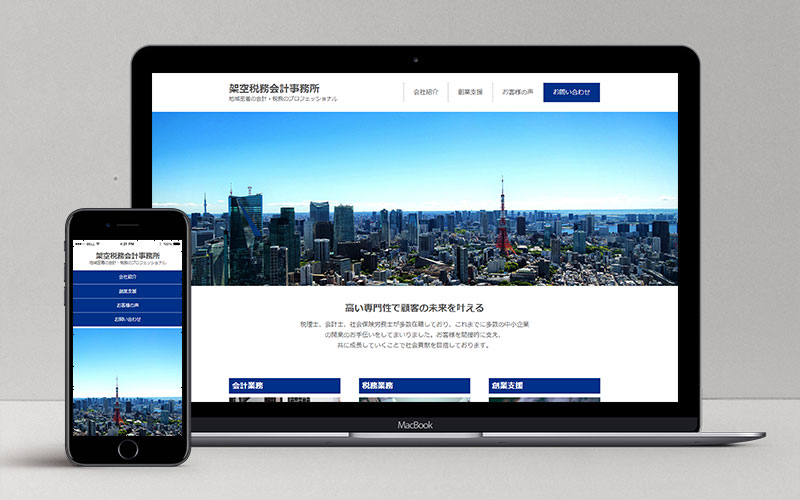 架空税務会計事務所
地域密着の会計・税務のプロフェッショナル
会社紹介
創業支援
お客様の声
お問い合わせ
高い専門性で顧客の未来を叶える
税理士、会計士、社会保険労務士が多数在籍しており、これまでに多数の中小企業
の開業のお手伝いをしてまいりました。お客様を間接的に支え、
共に成長していくことで社会貢献を目指しております。
会計業務
税務業務
創業支援
MacBook
BELL
4:21 PM
架空税務会計事務所
地域密着の会計・税務のプロフェッショナル
会社紹介
創業支援
お客様の声
お問い合わせ